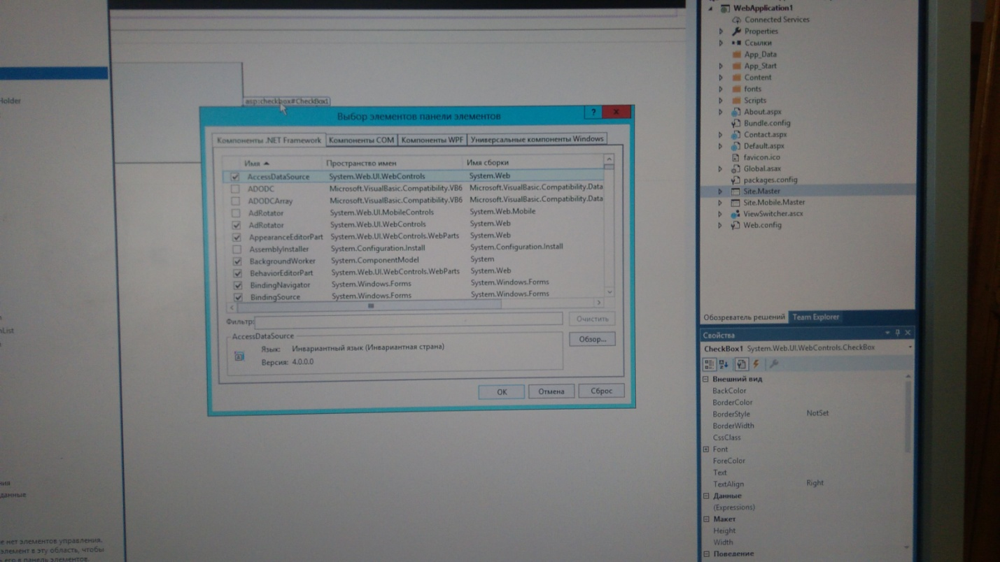 Holder
nList
ния
данные
е нет элементов управления.
элемент в эту область, чтобы
его в панель элементов.
asp:checkbox#CheckBox1
Выбор элементов панели элементов
?
X
Компоненты .NET Framework
Компоненты COM
Компоненты WPF
Универсальные компоненты Windows
Имя Пространство имен Имя сборки
AccessDataSource System.Web.UI.WebControls System.Web
ADODC Microsoft.VisualBasic.Compatibility.VB6 Microsoft.VisualBasic.Compatibility.Data
ADODCArray Microsoft.VisualBasic.Compatibility.VB6 Microsoft.VisualBasic.Compatibility.Data
AdRotator System.Web.UI.MobileControls System.Web.Mobile
AdRotator System.Web.UI.WebControls System.Web
AppearanceEditorPart System.Web.UI.WebControls.WebParts System.Web
AssemblyInstaller System.Configuration.Install System.Configuration.Install
BackgroundWorker System.ComponentModel System
BehaviorEditorPart System.Web.UI.WebControls.WebParts System.Web
BindingNavigator System.Windows.Forms System.Windows.Forms
BindingSource System.Windows.Forms System.Windows.Forms
Фильтр:
Очистить
AccessDataSource
Язык: Инвариантный язык (Инвариантная страна)
Версия: 4.0.0.0
Обзор...
ОК
Отмена
Сброс
WebApplication1
Connected Services
Properties
Ссылки
App_Data
App_Start
Content
fonts
Scripts
About.aspx
Bundle.config
Contact.aspx
Default.aspx
favicon.ico
Global.asax
packages.config
Site.Master
Site.Mobile.Master
ViewSwitcher.ascx
Web.config
Обозреватель решений
Team Explorer
Свойства
CheckBox1 System.Web.UI.WebControls.CheckBox
Внешний вид
BackColor
BorderColor
BorderStyle NotSet
BorderWidth
CssClass
Font
ForeColor
Text
TextAlign Right
Данные
(Expressions)
Макет
Height
Width
Поведение